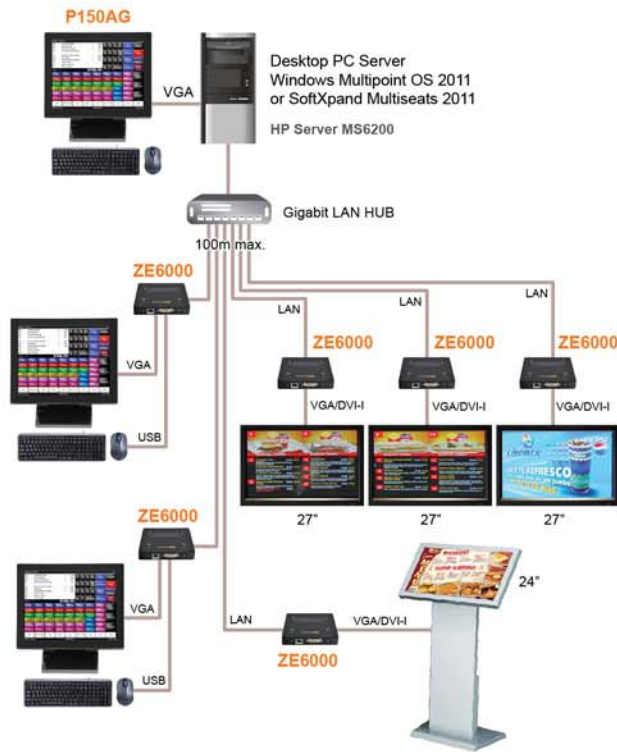 P150AG
VGA
Desktop PC Server
Windows Multipoint OS 2011
or SoftXpand Multiseats 2011
HP Server MS6200
Gigabit LAN HUB
100m max.
ZE6000
LAN
LAN
LAN
ZE6000
ZE6000
ZE6000
VGA
VGA/DVI-I
VGA/DVI-I
VGA/DVI-I
USB
REFRESCO
27"
27"
27"
ZE6000
24"
VGA
LAN
VGA/DVI-I
ZE6000
USB